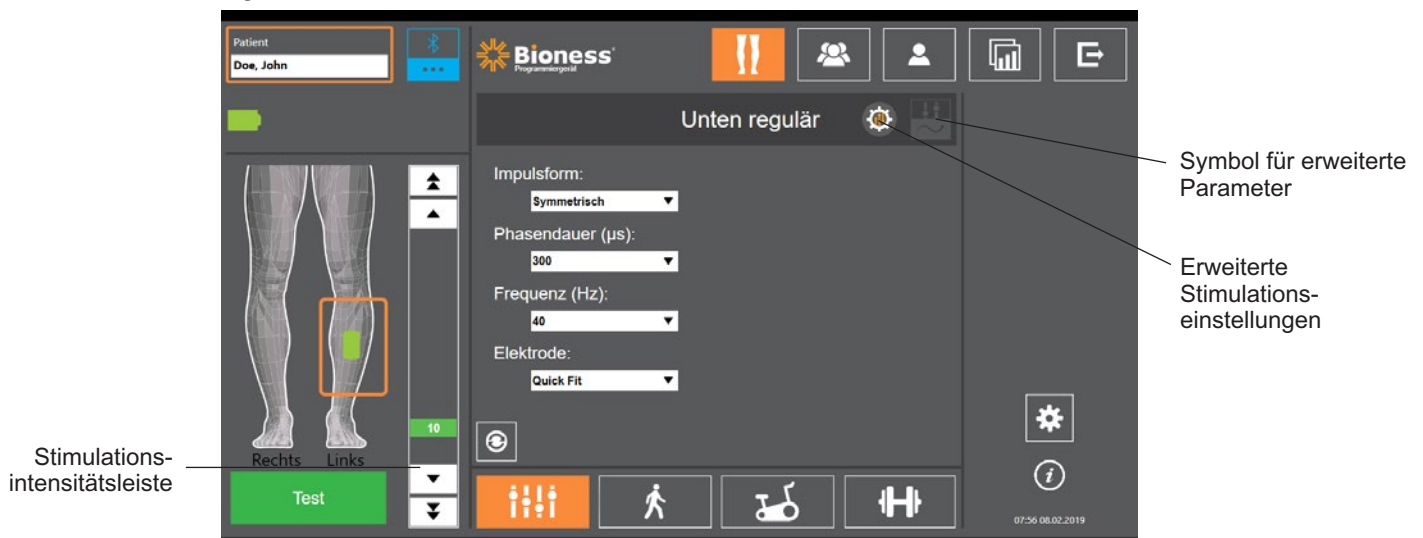 Patient
Doe, John
Bioness
Programmiergerät
Unten regulär
Impulsform:
Symmetrisch
Phasendauer (µs):
300
Frequenz (Hz):
40
Elektrode:
Quick Fit
10
Rechts Links
Test
i
07:56 08.02.2019
Symbol für erweiterte
Parameter
Erweiterte
Stimulations-
einstellungen
Stimulations-
intensitätsleiste